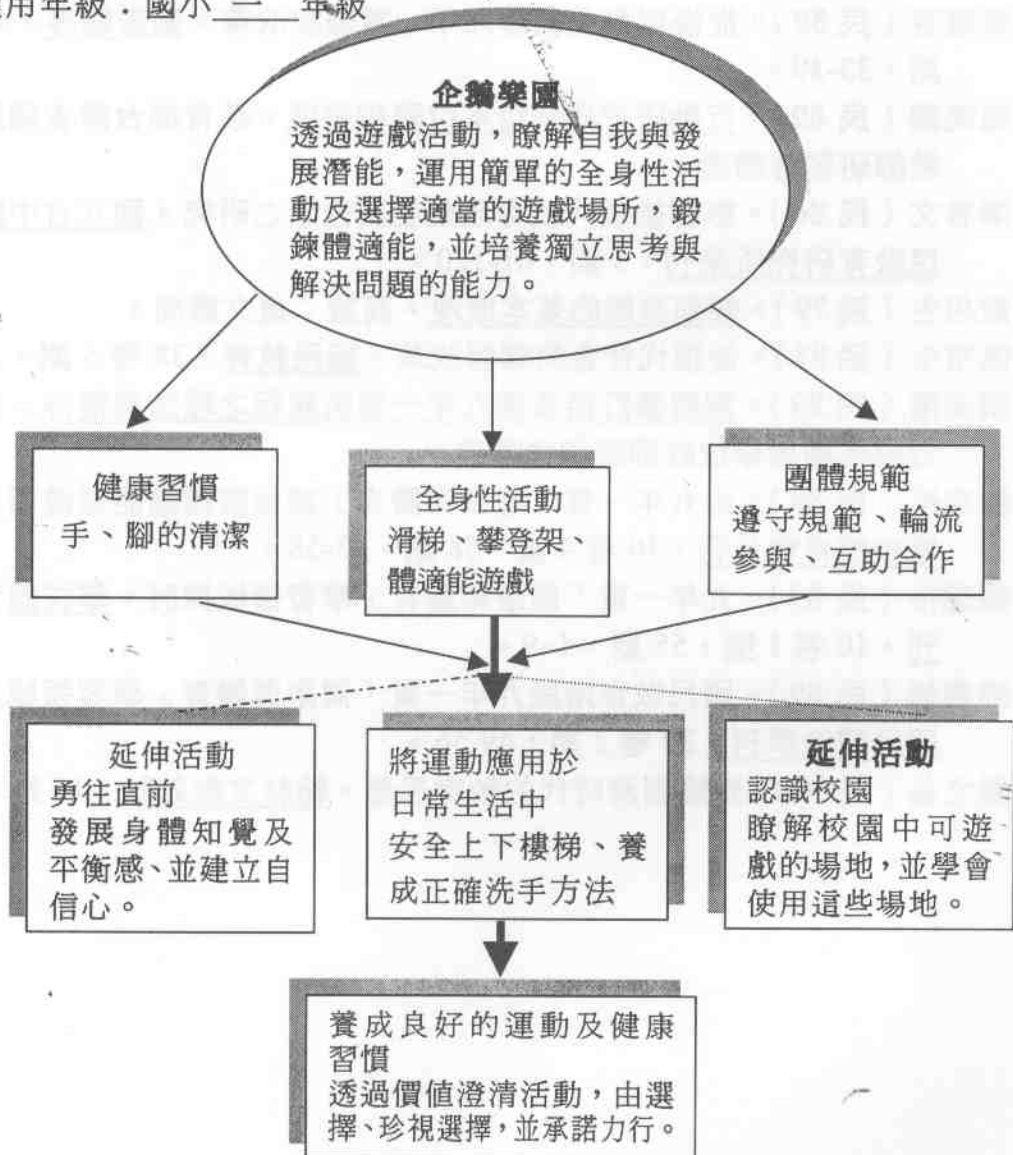 適用年級：國小 一 年級
企鵝樂園
透過遊戲活動，瞭解自我與發
展潛能，運用簡單的全身性活
動及選擇適當的遊戲場所，鍛
鍊體適能，並培養獨立思考與
解決問題的能力。
健康習慣
手、腳的清潔
全身性活動
滑梯、攀登架、
體適能遊戲
團體規範
遵守規範、輪流
參與、互助合作
延伸活動
勇往直前
發展身體知覺及
平衡感、並建立自
信心。
將運動應用於
日常生活中
安全上下樓梯、養
成正確洗手方法
延伸活動
認識校園
瞭解校園中可遊
戲的場地，並學會
使用這些場地。
養成良好的運動及健康
習慣
透過價值澄清活動，由選
擇、珍視選擇，並承諾力行。